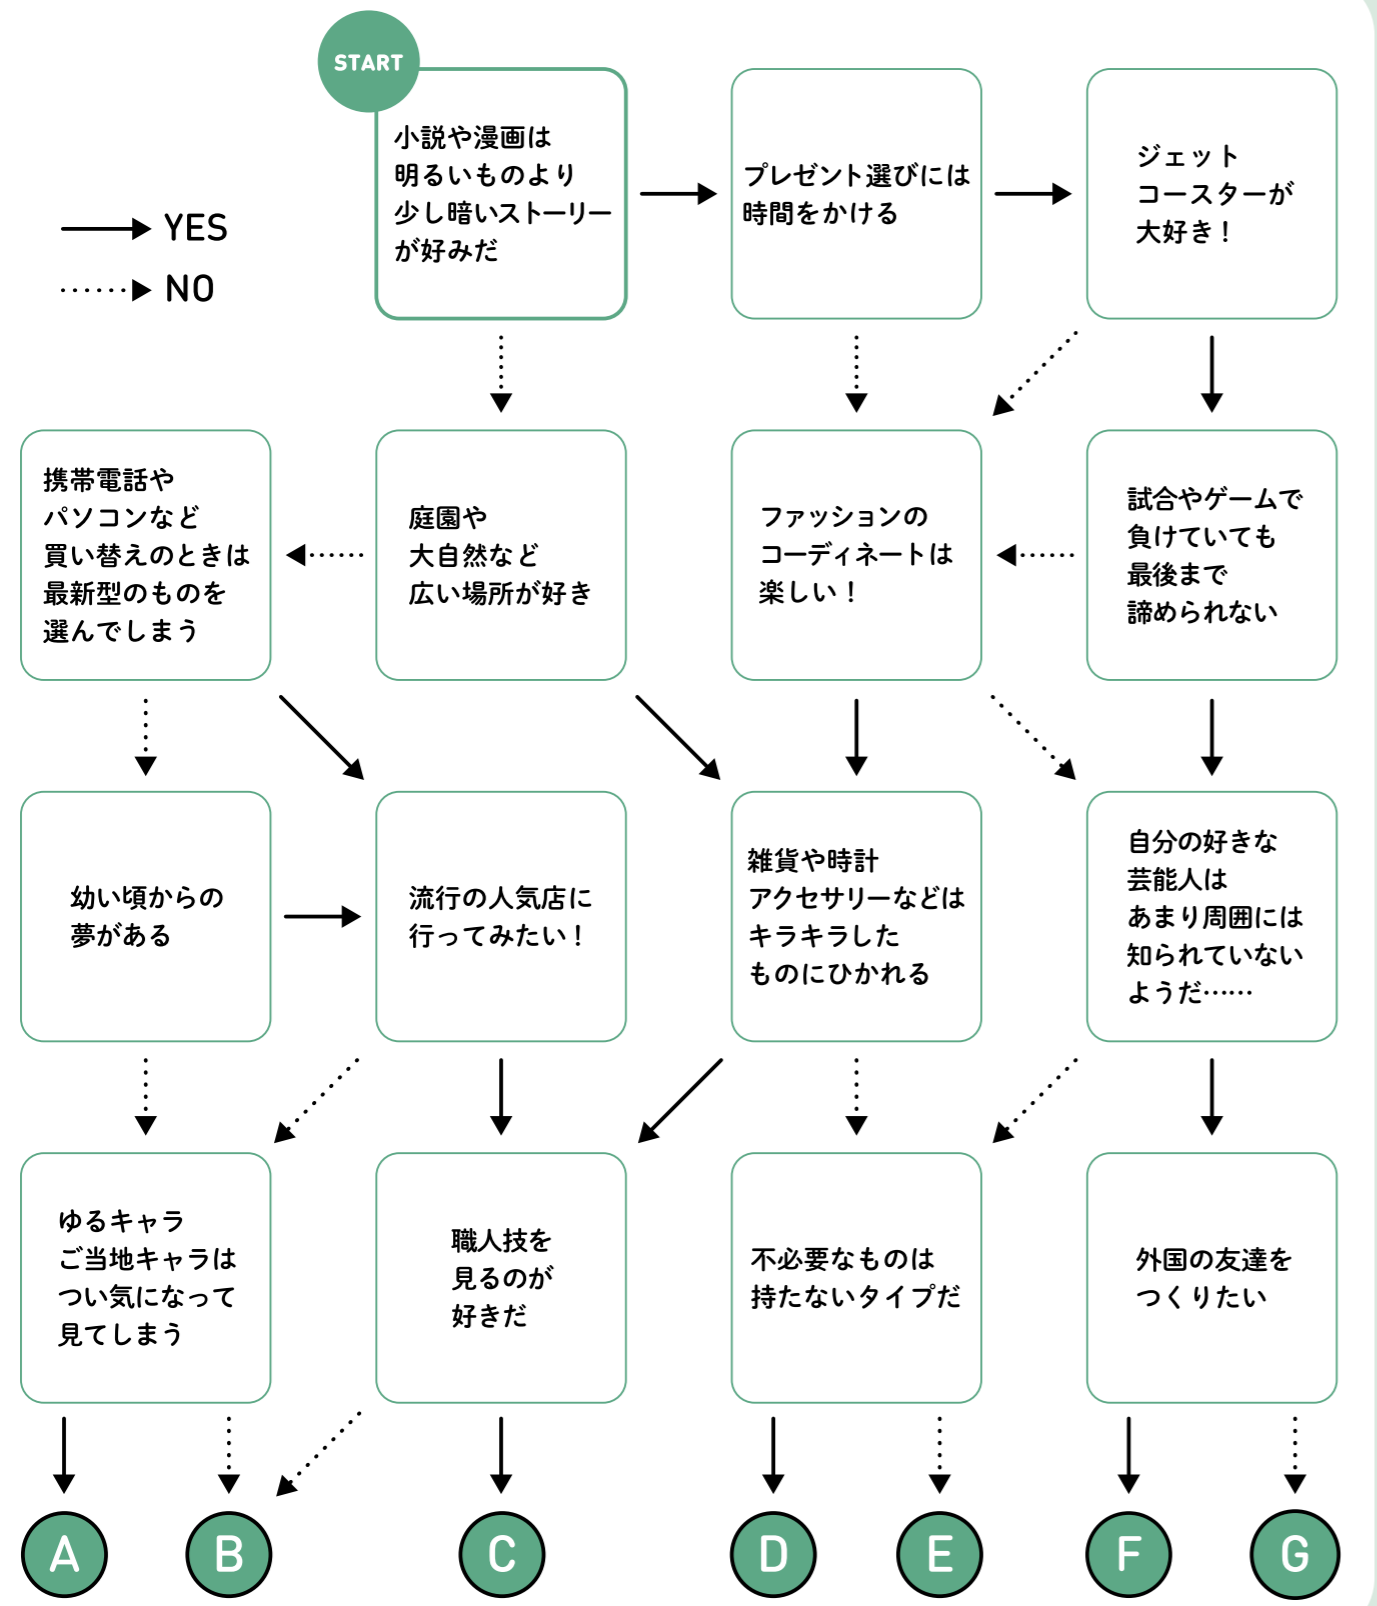 START
小説や漫画は
明るいものより
少し暗いストーリー
が好みだ
プレゼント選びには
時間をかける
ジェット
コースターが
大好き！
YES
NO
携帯電話や
パソコンなど
買い替えのときは
最新型のものを
選んでしまう
庭園や
大自然など
広い場所が好き
ファッションの
コーディネートは
楽しい！
試合やゲームで
負けていても
最後まで
諦められない
幼い頃からの
夢がある
流行の人気店に
行ってみたい！
雑貨や時計
アクセサリーなどは
キラキラした
ものにひかれる
自分の好きな
芸能人は
あまり周囲には
知られていない
ようだ……
ゆるキャラ
ご当地キャラは
つい気になって
見てしまう
職人技を
見るのが
好きだ
不必要なものは
持たないタイプだ
外国の友達を
つくりたい
A
B
C
D
E
F
G